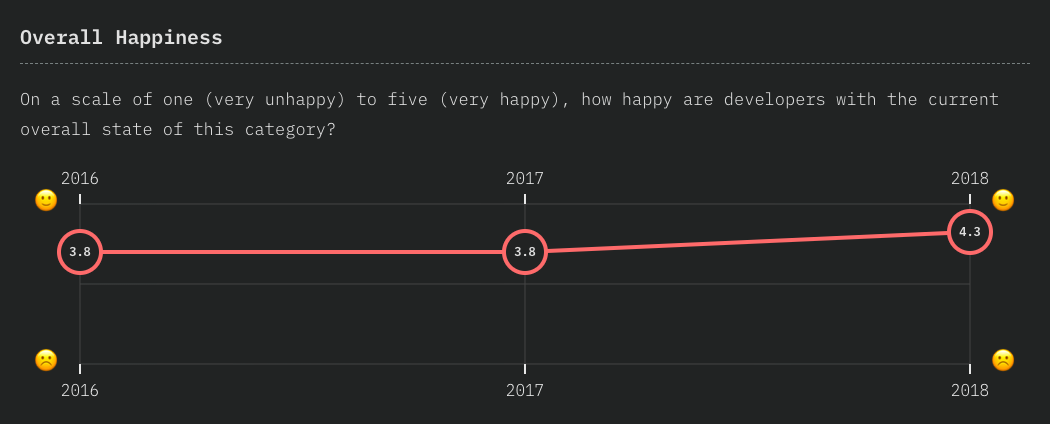 Overall Happiness
On a scale of one (very unhappy) to five (very happy), how happy are developers with the current
overall state of this category?
2016 2017 2018
3.8 3.8 4.3
2016 2017 2018